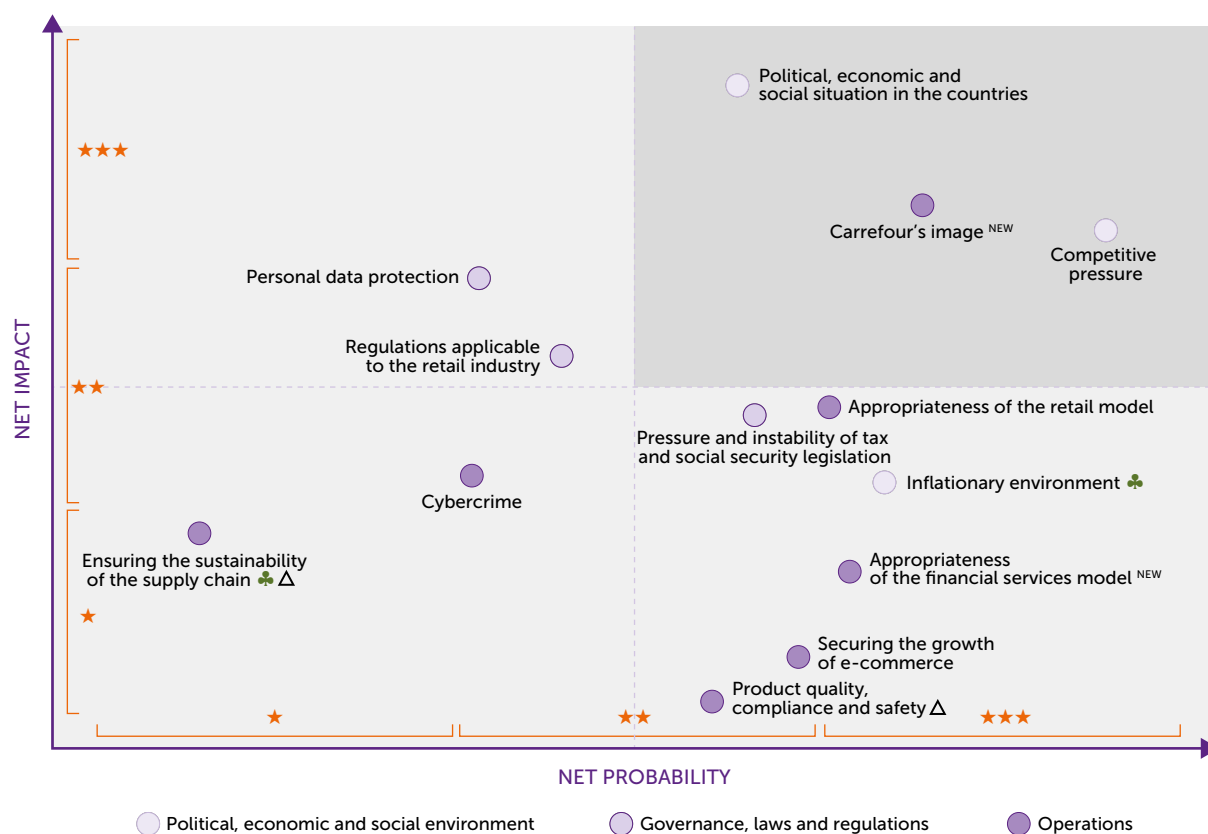 Political, economic and
social situation in the countries
★★★
Carrefour's image NEW
Competitive
pressure
Personal data protection
Regulations applicable
to the retail industry
NET IMPACT
★★
Appropriateness of the retail model
Pressure and instability of tax
and social security legislation
Inflationary environment ♣
Cybercrime
Ensuring the sustainability
of the supply chain ♣ △
Appropriateness
of the financial services model NEW
★
Securing the growth
of e-commerce
Product quality,
compliance and safety △
★ ★★ ★★★
NET PROBABILITY
Political, economic and social environment
Governance, laws and regulations
Operations